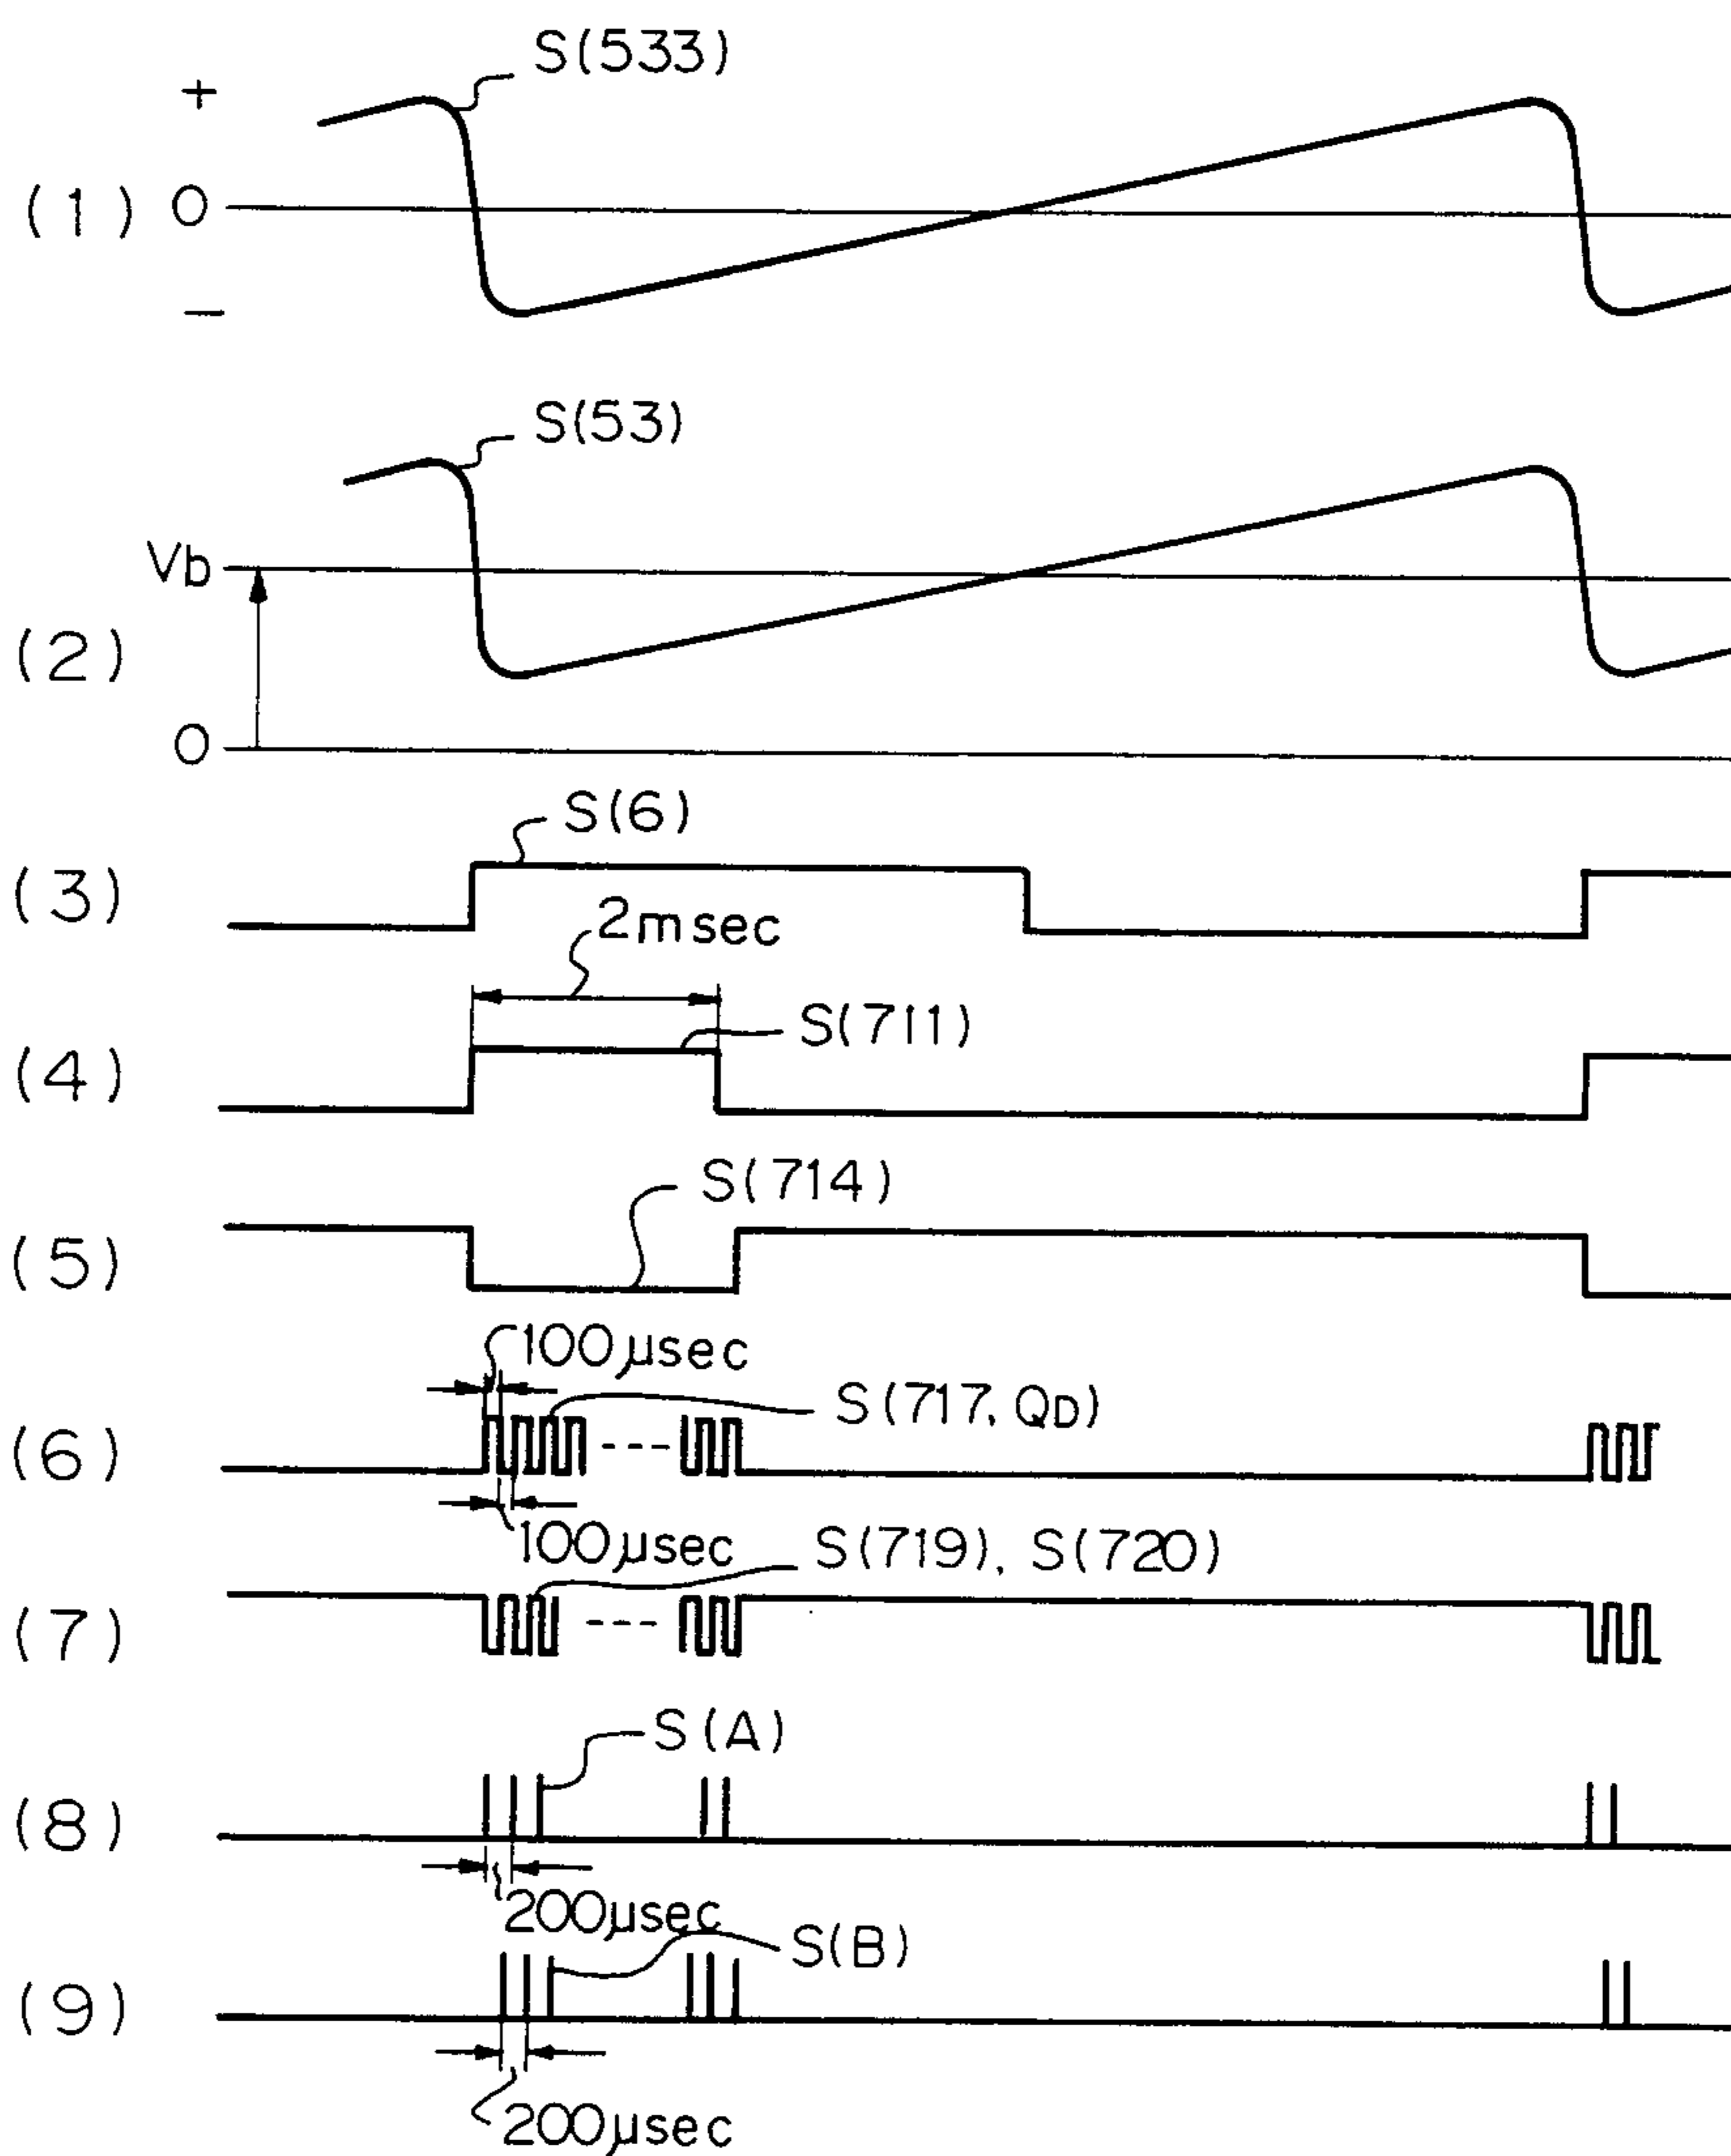 S(533)
+
(1) 0
−
S(53)
Vb
(2)
0
S(6)
(3)
2msec
S(711)
(4)
S(714)
(5)
100μsec
S(717, QD)
(6)
100μsec
S(719), S(720)
(7)
S(A)
(8)
200μsec
S(B)
(9)
200μsec